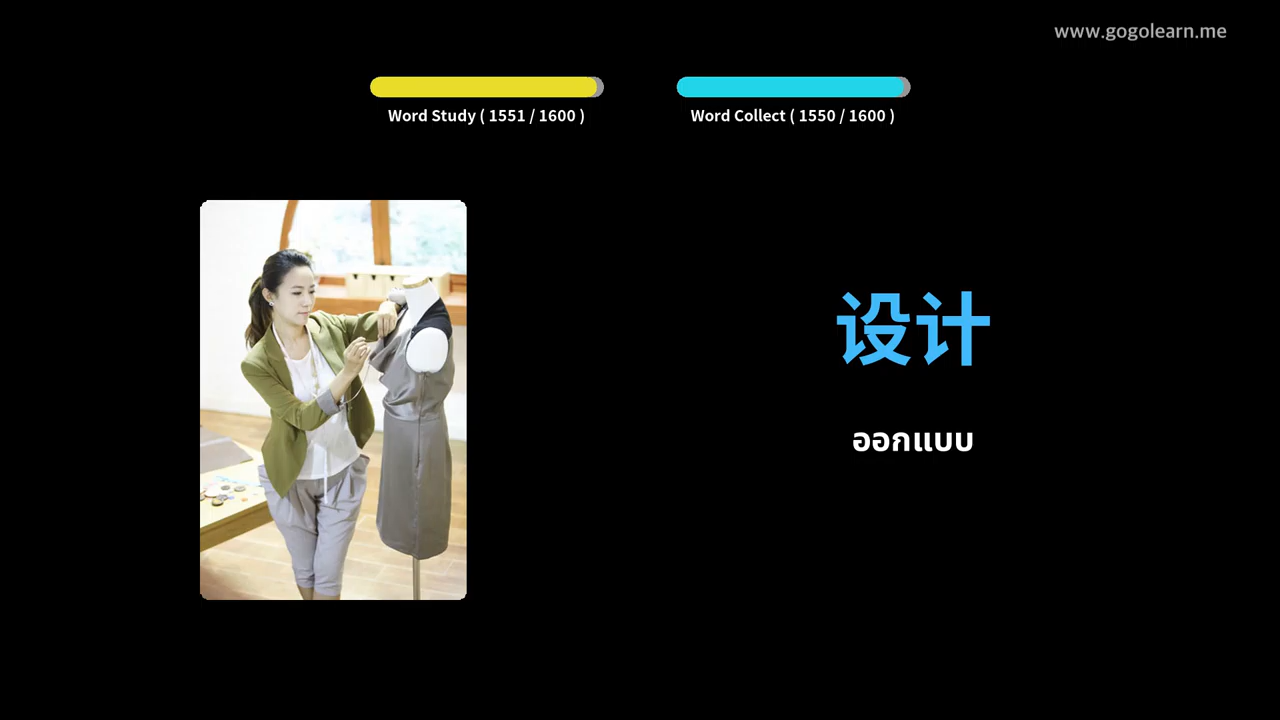 www.gogolearn.me
Word Study ( 1551 / 1600 )
Word Collect ( 1550 / 1600 )
设计
ออกแบบ